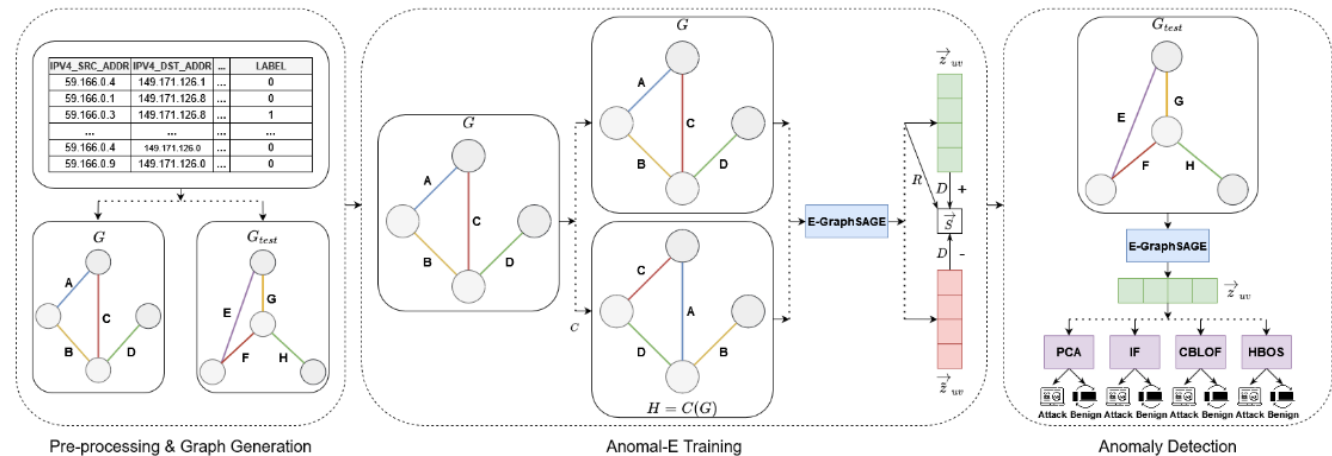 IPV4_SRC_ADDR IPV4_DST_ADDR ... LABEL
59.166.0.4 149.171.126.1 ... 0
59.166.0.1 149.171.126.8 ... 0
59.166.0.3 149.171.126.8 ... 1
... ... ... ...
59.166.0.4 149.171.126.0 ... 0
59.166.0.9 149.171.126.0 ... 0
G
A
B
C
D
G_test
E
G
F
H
Pre-processing & Graph Generation
G
A
B
C
D
C
G
A
B
C
D
C
A
D
B
H = C(G)
E-GraphSAGE
z uv
R
D +
S
D -
z̃ uv
Anomal-E Training
G_test
E
G
F
H
E-GraphSAGE
z uv
PCA IF CBLOF HBOS
Attack Benign Attack Benign Attack Benign Attack Benign
Anomaly Detection